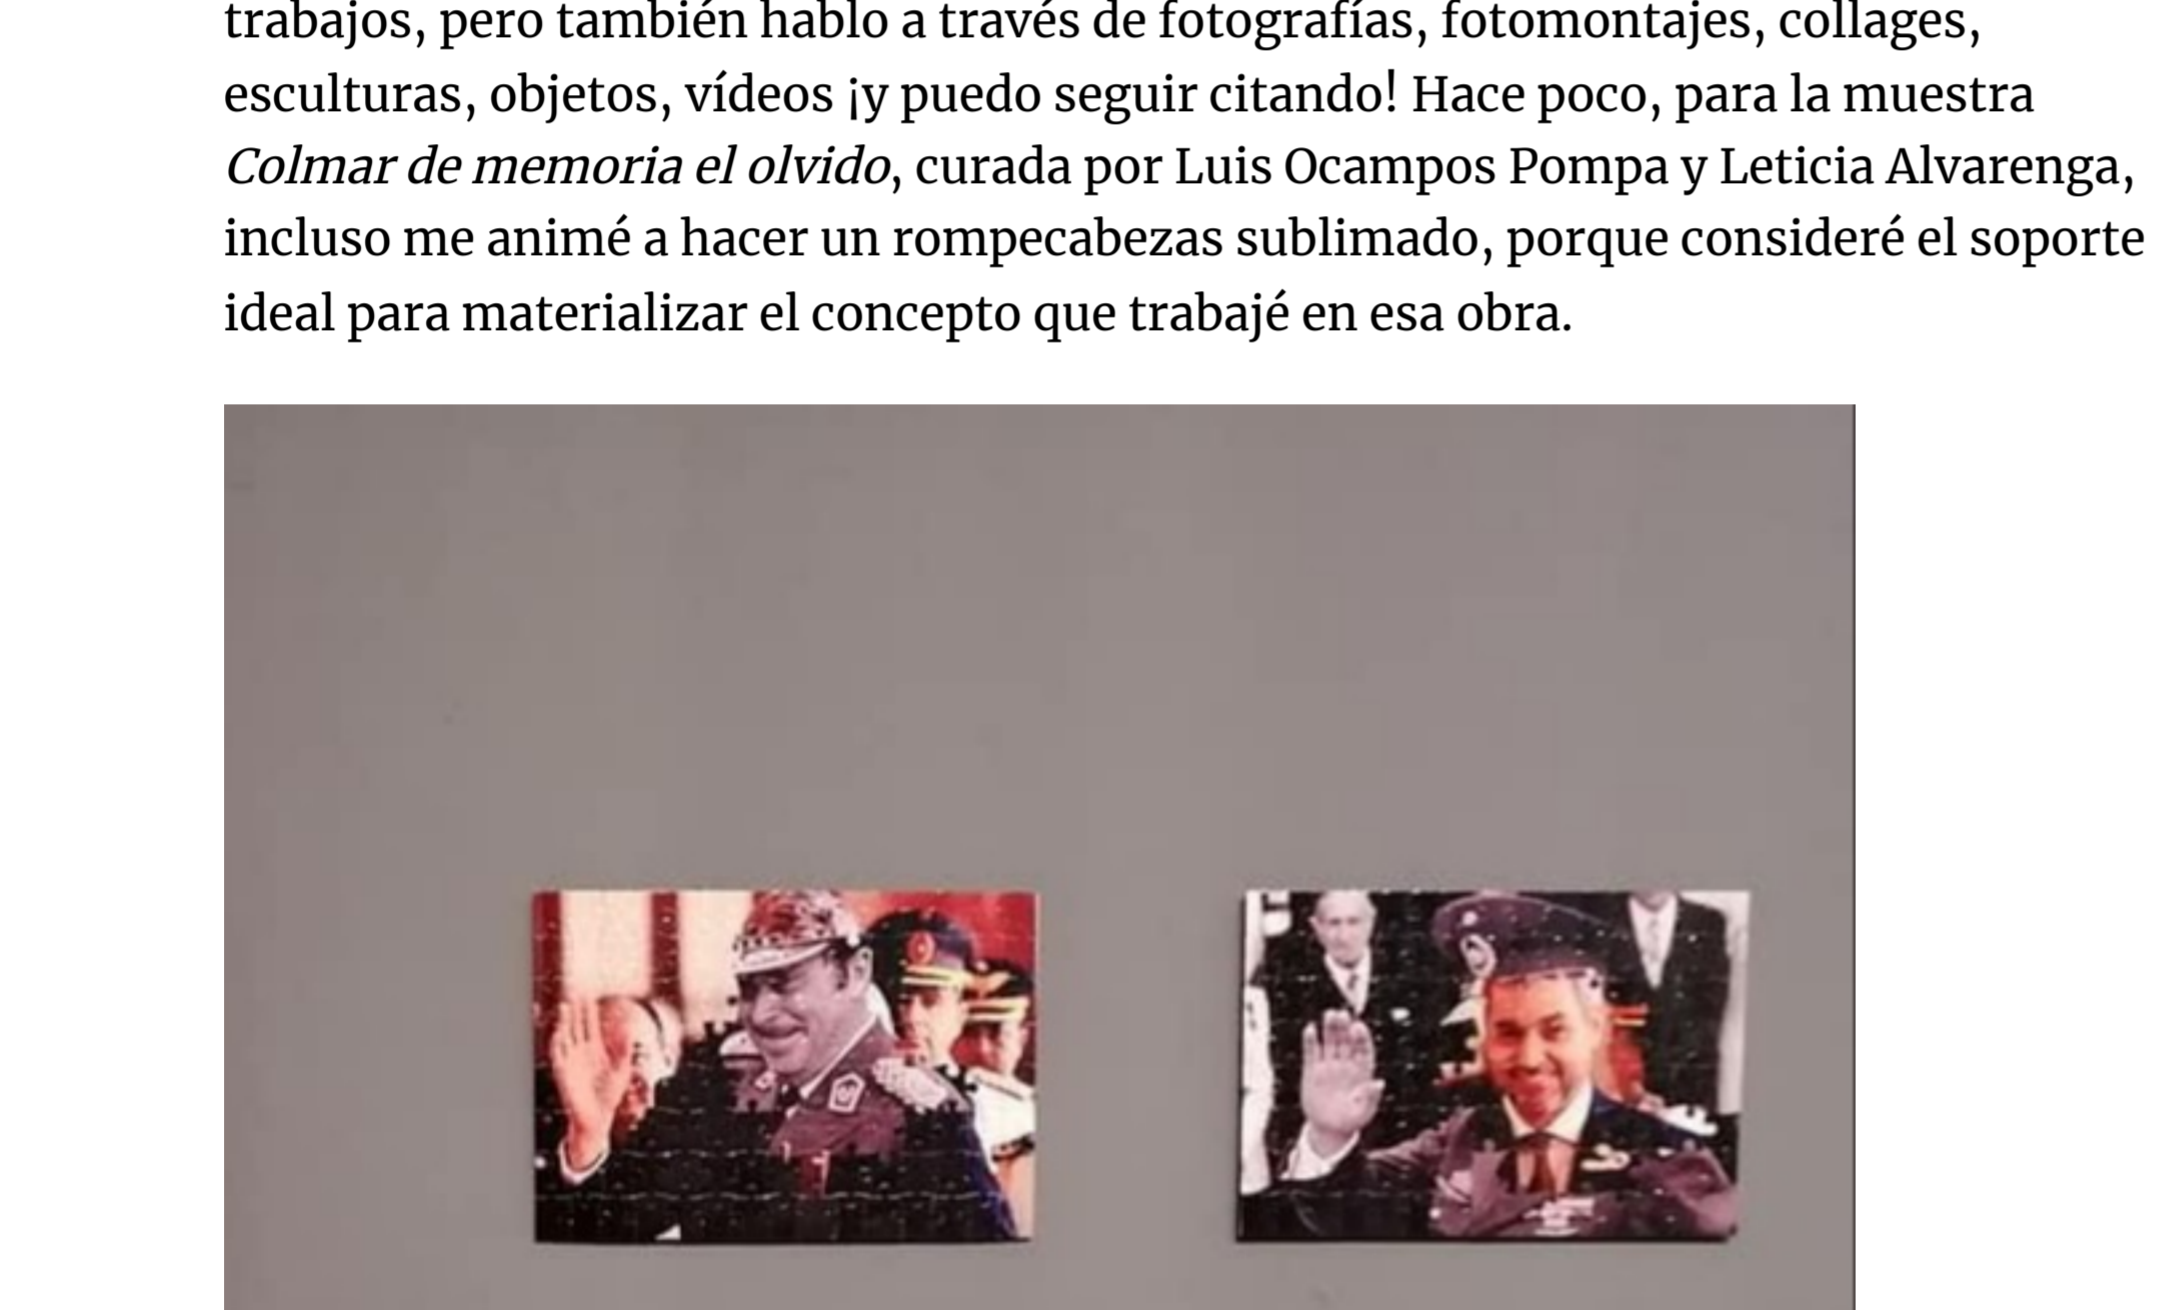 trabajos, pero también hablo a través de fotografías, fotomontajes, collages,
esculturas, objetos, vídeos ¡y puedo seguir citando! Hace poco, para la muestra
Colmar de memoria el olvido, curada por Luis Ocampos Pompa y Leticia Alvarenga,
incluso me animé a hacer un rompecabezas sublimado, porque consideré el soporte
ideal para materializar el concepto que trabajé en esa obra.